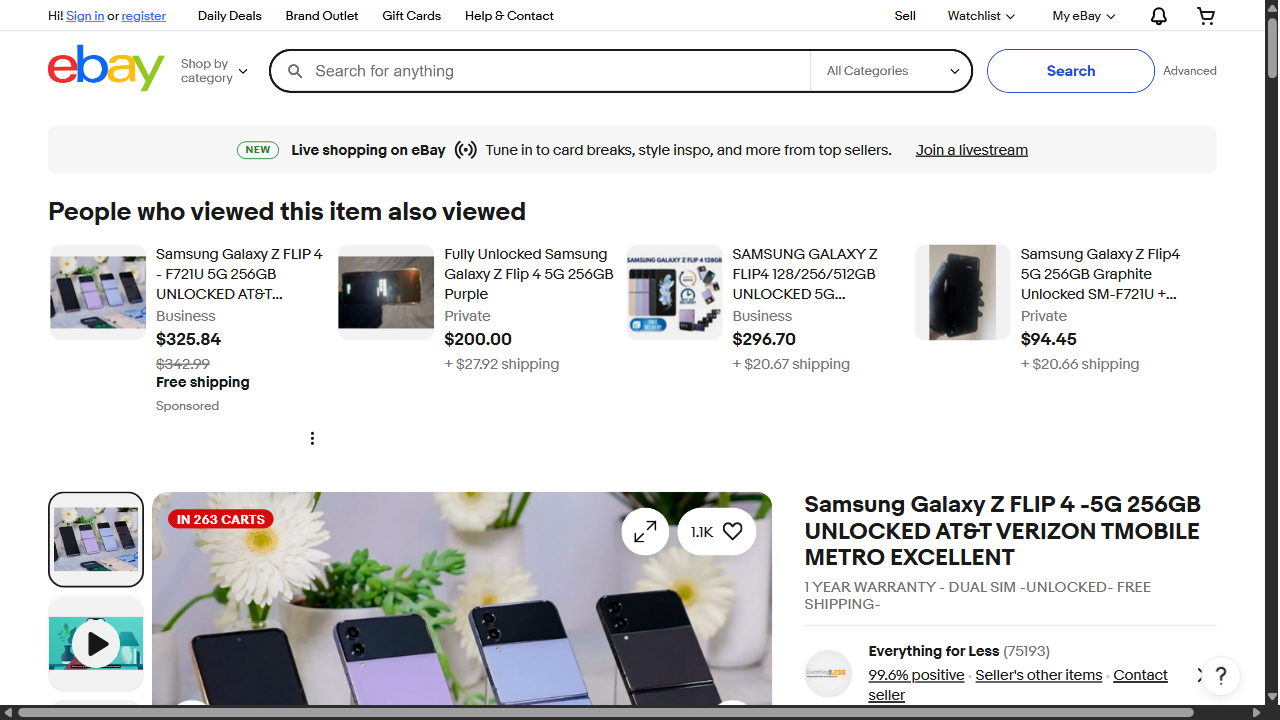 Hi! Sign in or register
Daily Deals
Brand Outlet
Gift Cards
Help & Contact
Sell
Watchlist
My eBay
ebay
Shop by
category
Search for anything
All Categories
Search
Advanced
NEW
Live shopping on eBay
Tune in to card breaks, style inspo, and more from top sellers.
Join a livestream
People who viewed this item also viewed
Samsung Galaxy Z FLIP 4
- F721U 5G 256GB
UNLOCKED AT&T...
Business
$325.84
$342.99
Free shipping
Sponsored
Fully Unlocked Samsung
Galaxy Z Flip 4 5G 256GB
Purple
Private
$200.00
+ $27.92 shipping
SAMSUNG GALAXY Z FLIP4 128GB
SAMSUNG GALAXY Z
FLIP4 128/256/512GB
UNLOCKED 5G...
Business
$296.70
+ $20.67 shipping
Samsung Galaxy Z Flip4
5G 256GB Graphite
Unlocked SM-F721U +...
Private
$94.45
+ $20.66 shipping
IN 263 CARTS
1.1K
Samsung Galaxy Z FLIP 4 -5G 256GB
UNLOCKED AT&T VERIZON TMOBILE
METRO EXCELLENT
1 YEAR WARRANTY - DUAL SIM -UNLOCKED- FREE
SHIPPING-
Everything for Less (75193)
99.6% positive · Seller's other items · Contact
seller
?